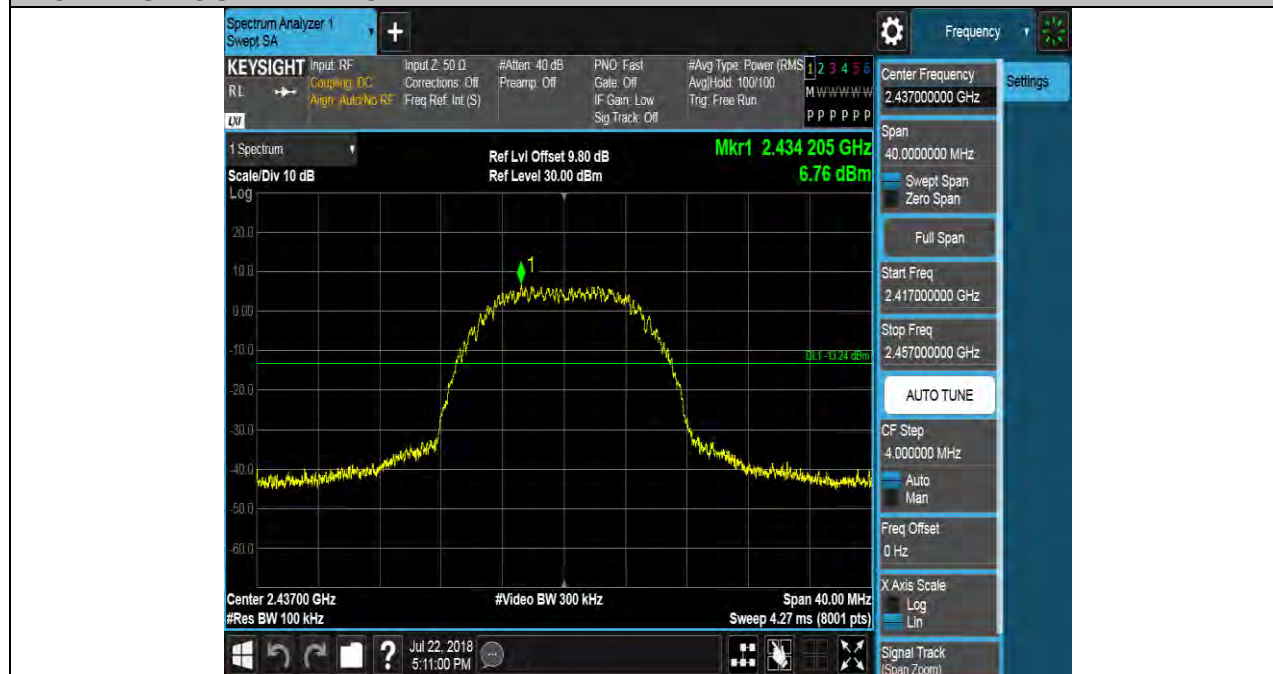 Spectrum Analyzer 1
Swept SA
+
Frequency
KEYSIGHT
RL
LXI
Input: RF
Coupling: DC
Align: Auto/No RF
Input Z: 50 Ω
Corrections: Off
Freq Ref: Int (S)
#Atten: 40 dB
Preamp: Off
PNO: Fast
Gate: Off
IF Gain: Low
Sig Track: Off
#Avg Type: Power (RMS
Avg|Hold: 100/100
Trig: Free Run
1 2 3 4 5 6
M W W W W W
P P P P P P
Center Frequency
2.437000000 GHz
Settings
1 Spectrum
Scale/Div 10 dB
Ref Lvl Offset 9.80 dB
Ref Level 30.00 dBm
Mkr1 2.434 205 GHz
6.76 dBm
Span
40.0000000 MHz
Swept Span
Zero Span
Full Span
Start Freq
2.417000000 GHz
Stop Freq
2.457000000 GHz
AUTO TUNE
CF Step
4.000000 MHz
Auto
Man
Freq Offset
0 Hz
X Axis Scale
Log
Lin
Signal Track
(Span Zoom)
Log
20.0
10.0
0.00
-10.0
-20.0
-30.0
-40.0
-50.0
-60.0
1
DL1 -13.24 dBm
Center 2.43700 GHz
#Res BW 100 kHz
#Video BW 300 kHz
Span 40.00 MHz
Sweep 4.27 ms (8001 pts)
?
Jul 22, 2018
5:11:00 PM